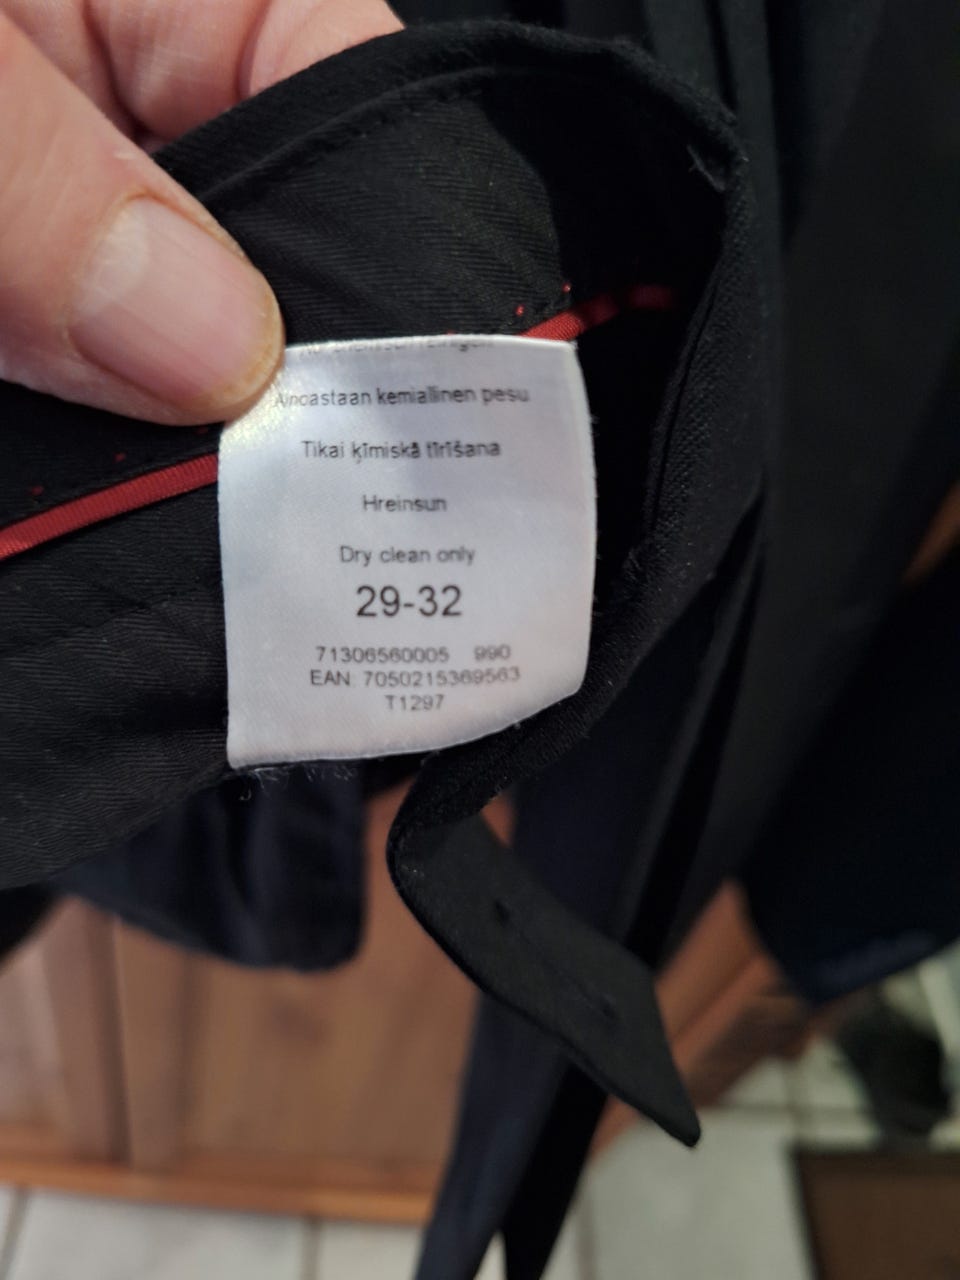 Ainoastaan kemiallinen pesu
Tikai ķīmiskā tīrīšana
Hreinsun
Dry clean only
29-32
71306560005 990
EAN: 7050215369563
T1297